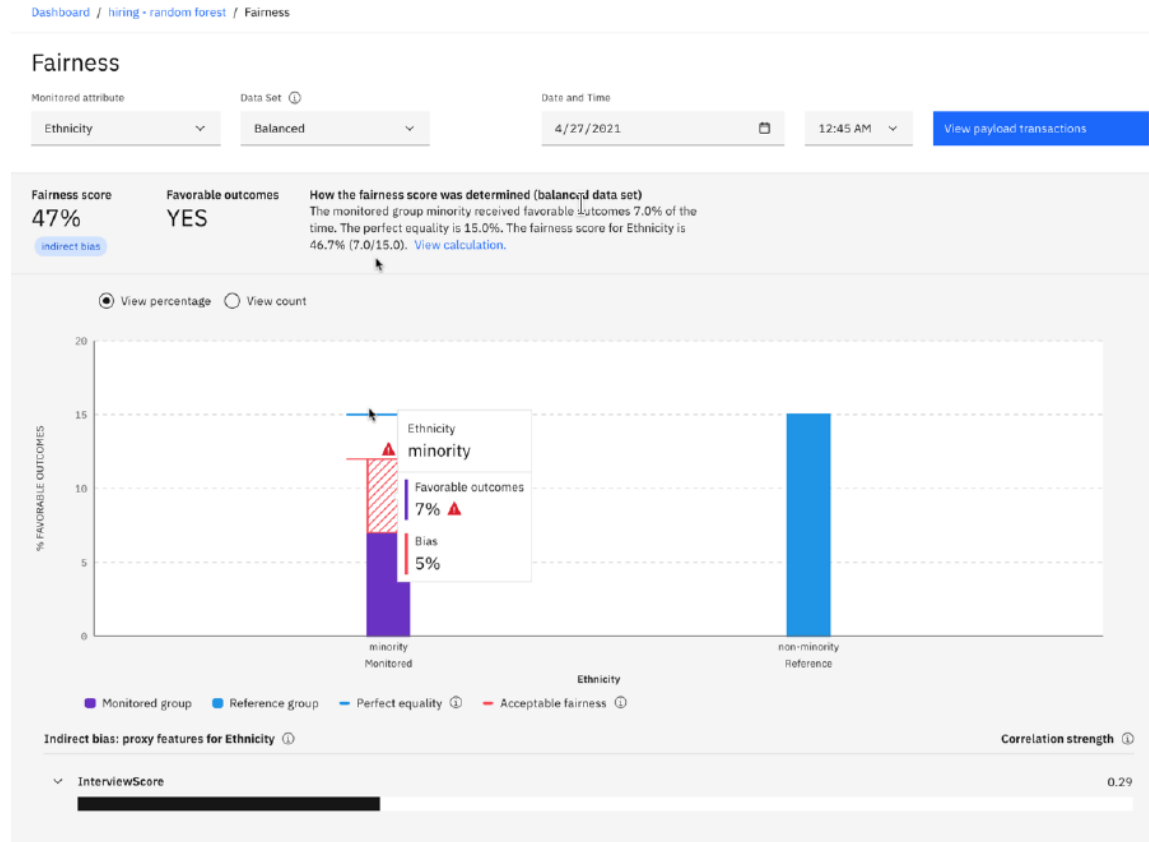 Dashboard / hiring - random forest / Fairness
Fairness
Monitored attribute
Data Set
Date and Time
Ethnicity
Balanced
4/27/2021
12:45 AM
View payload transactions
Fairness score
Favorable outcomes
How the fairness score was determined (balanced data set)
47%
YES
The monitored group minority received favorable outcomes 7.0% of the
time. The perfect equality is 15.0%. The fairness score for Ethnicity is
46.7% (7.0/15.0). View calculation.
indirect bias
View percentage
View count
20
15
10
5
0
% FAVORABLE OUTCOMES
Ethnicity
minority
Favorable outcomes
7%
Bias
5%
minority
Monitored
non-minority
Reference
Ethnicity
Monitored group
Reference group
Perfect equality
Acceptable fairness
Indirect bias: proxy features for Ethnicity
Correlation strength
InterviewScore
0.29